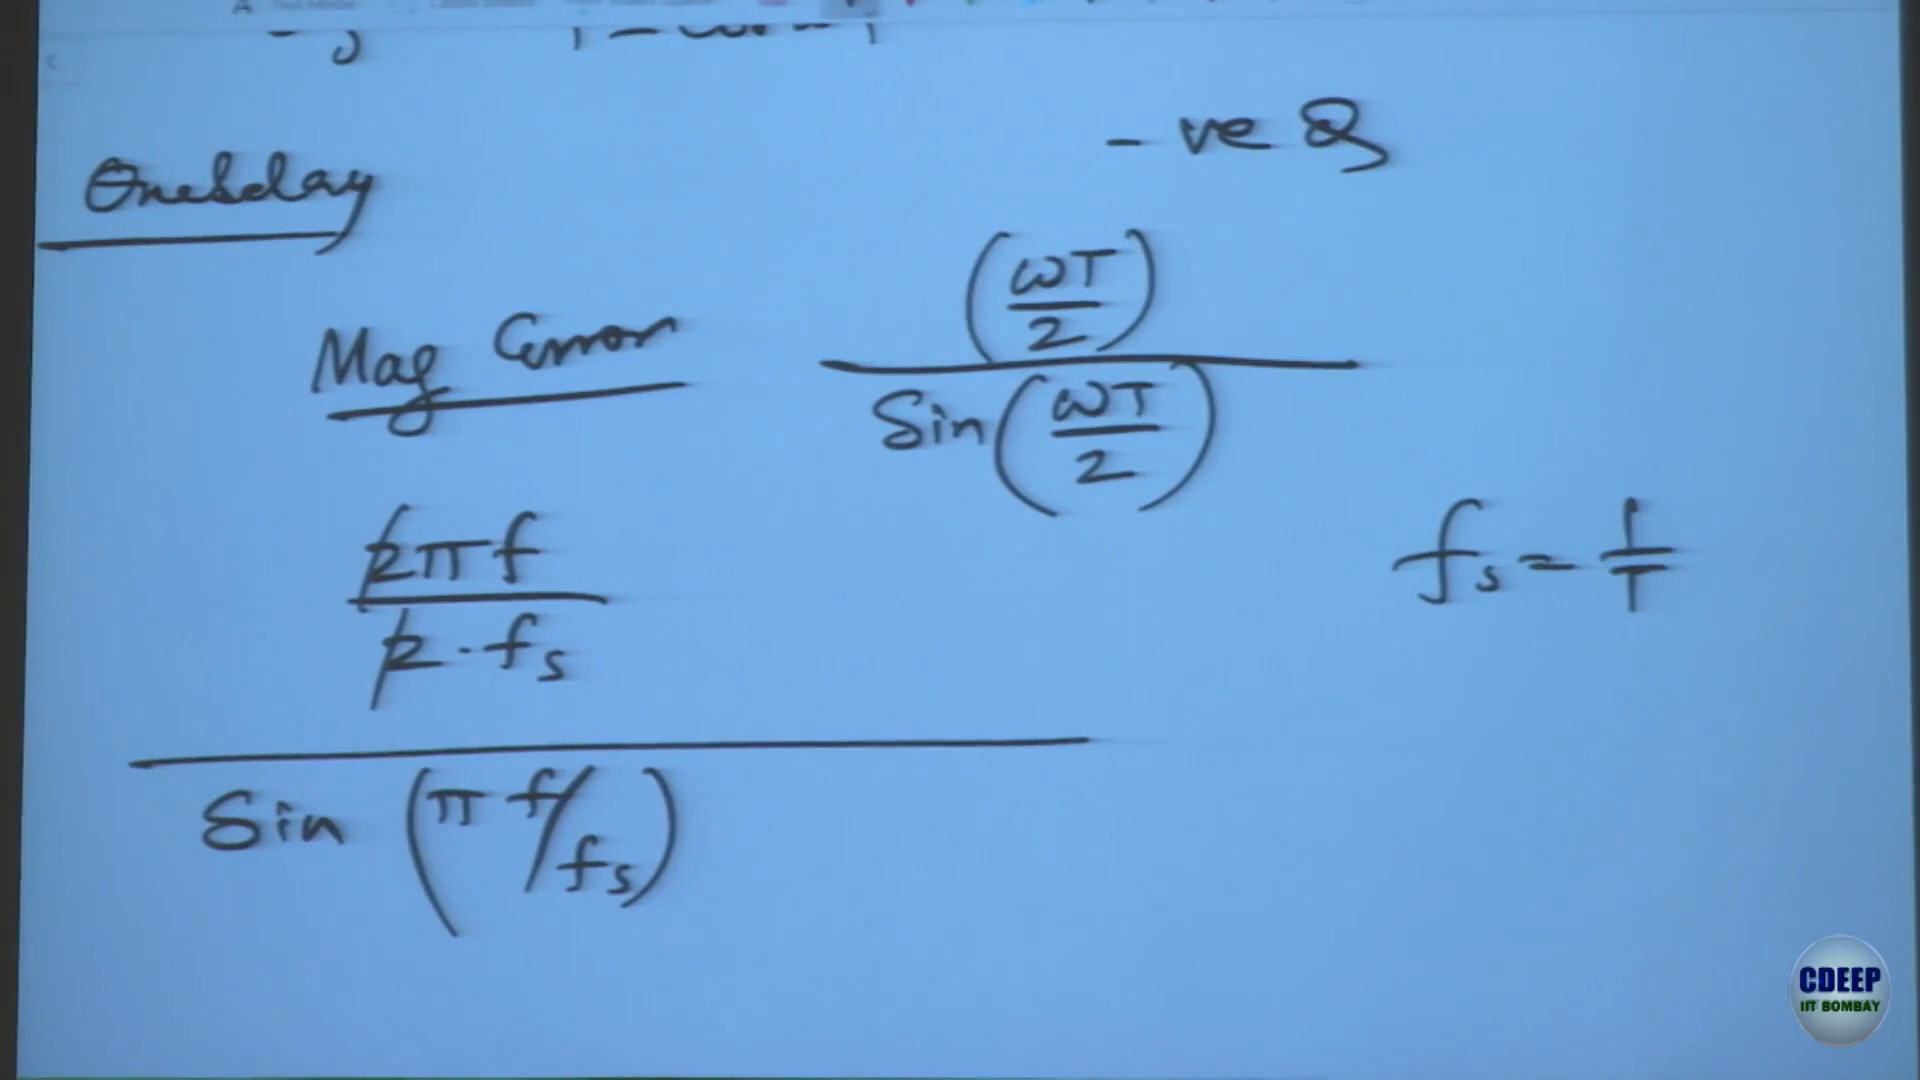 - ve Q
One delay
Mag Error (ωT/2) / Sin(ωT/2)
2πf / 2·fs
fs = 1/T
Sin (π f/fs)
CDEEP
IIT BOMBAY